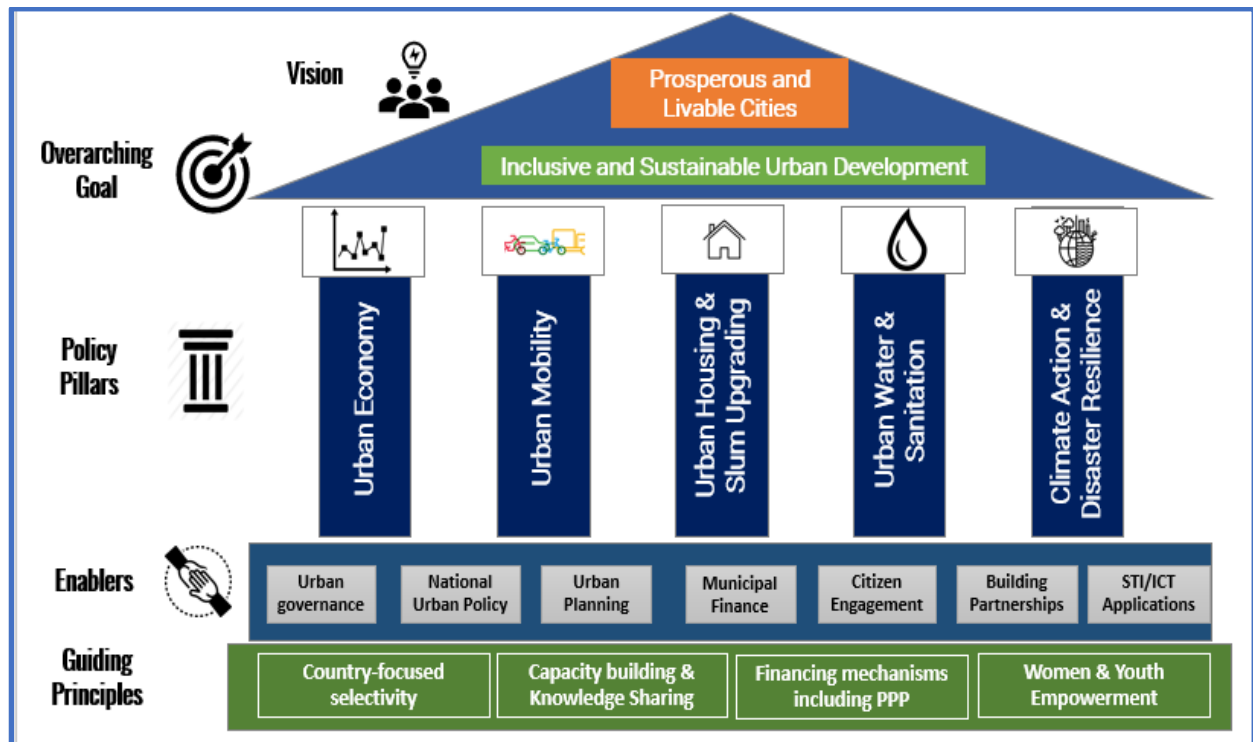 Vision
Prosperous and
Livable Cities
Overarching
Goal
Inclusive and Sustainable Urban Development
Policy
Pillars
Urban Economy
Urban Mobility
Urban Housing &
Slum Upgrading
Urban Water &
Sanitation
Climate Action &
Disaster Resilience
Enablers
Urban
governance
National
Urban Policy
Urban
Planning
Municipal
Finance
Citizen
Engagement
Building
Partnerships
STI/ICT
Applications
Guiding
Principles
Country-focused
selectivity
Capacity building &
Knowledge Sharing
Financing mechanisms
including PPP
Women & Youth
Empowerment